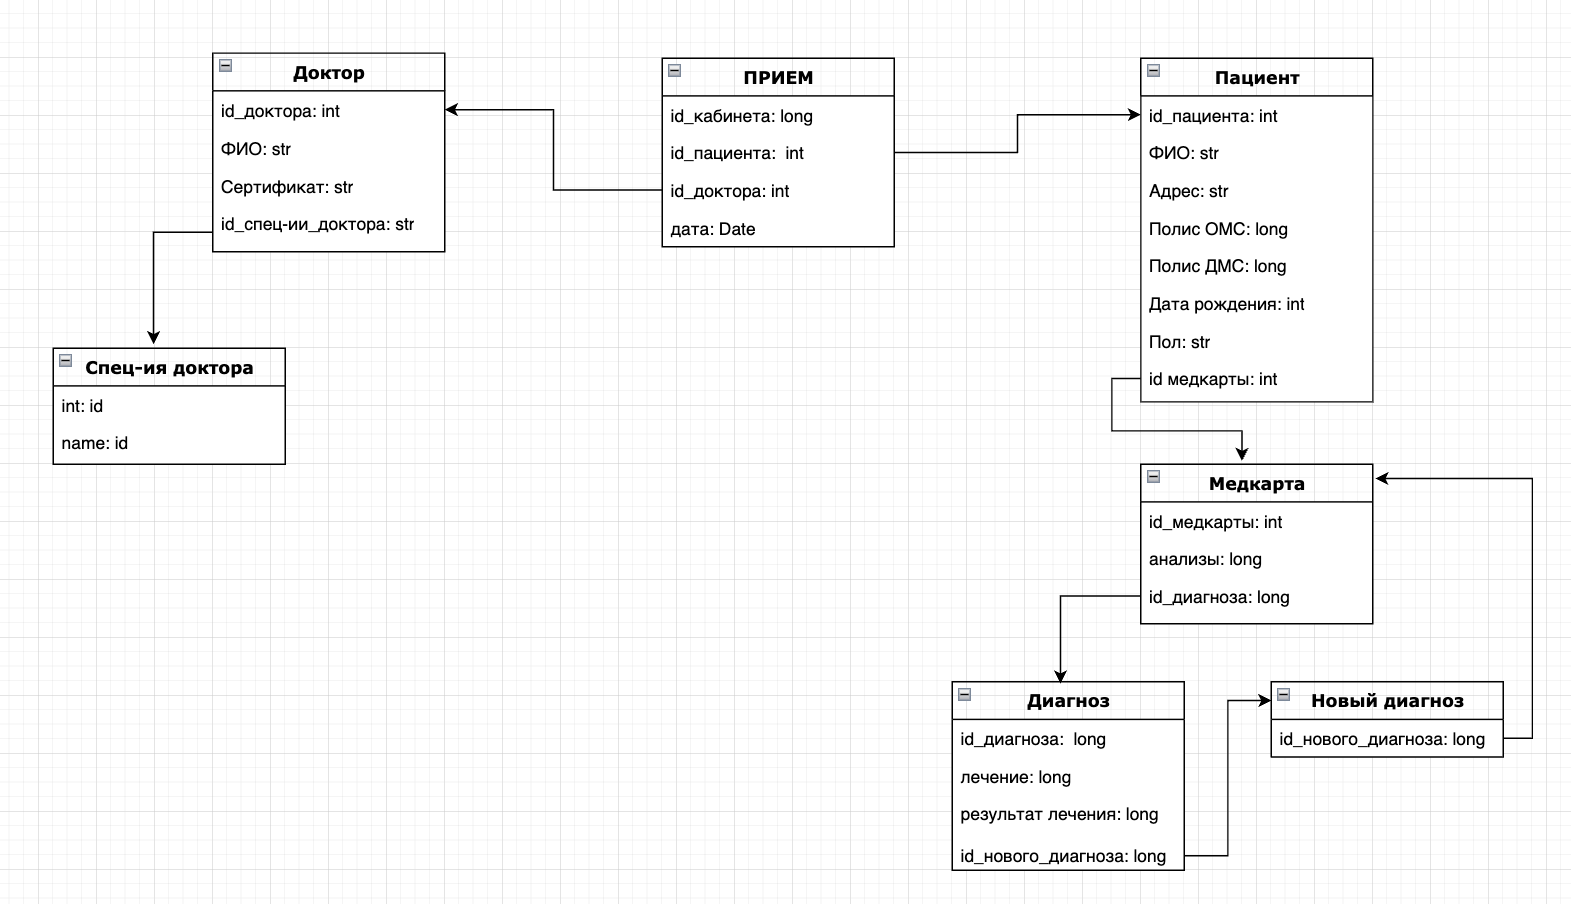 Доктор
id_доктора: int
ФИО: str
Сертификат: str
id_спец-ии_доктора: str
ПРИЕМ
id_кабинета: long
id_пациента:  int
id_доктора: int
дата: Date
Пациент
id_пациента: int
ФИО: str
Адрес: str
Полис ОМС: long
Полис ДМС: long
Дата рождения: int
Пол: str
id медкарты: int
Спец-ия доктора
int: id
name: id
Медкарта
id_медкарты: int
анализы: long
id_диагноза: long
Диагноз
id_диагноза:  long
лечение: long
результат лечения: long
id_нового_диагноза: long
Новый диагноз
id_нового_диагноза: long